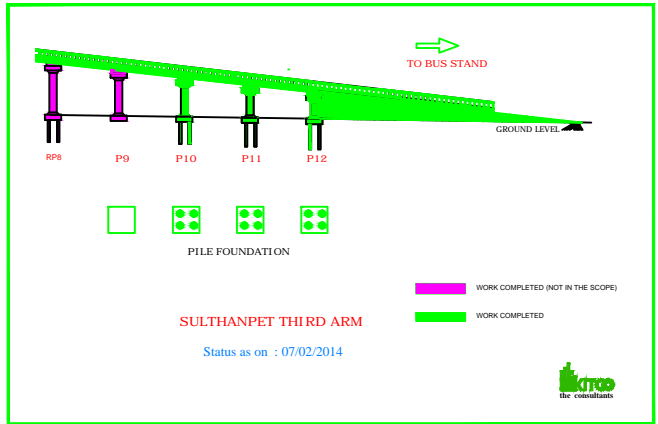 TO BUS STAND
GROUND LEVEL
RP8 P9 P10 P11 P12
PILE FOUNDATION
WORK COMPLETED (NOT IN THE SCOPE)
WORK COMPLETED
SULTHANPET THIRD ARM
Status as on : 07/02/2014
KITCO
the consultants